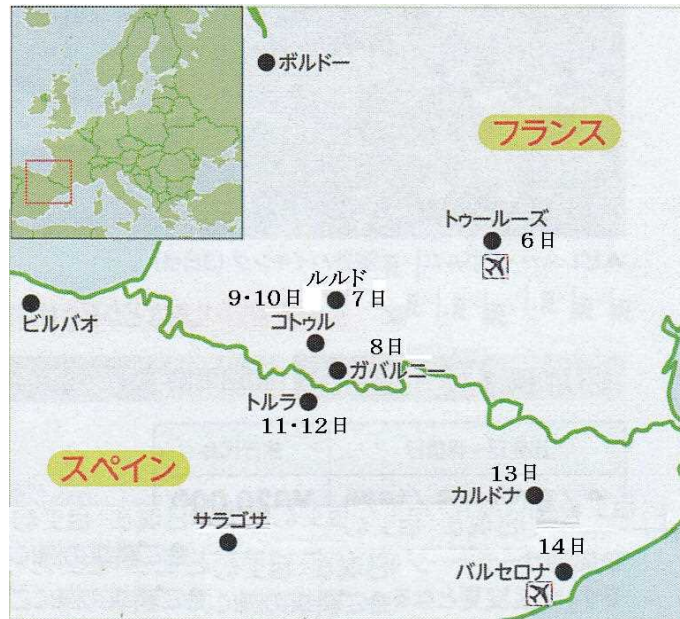 ボルドー
フランス
トゥールーズ
6日
ルルド
9・10日
7日
ビルバオ
コトゥル
8日
ガバルニー
トルラ
11・12日
スペイン
13日
カルドナ
サラゴサ
14日
バルセロナ